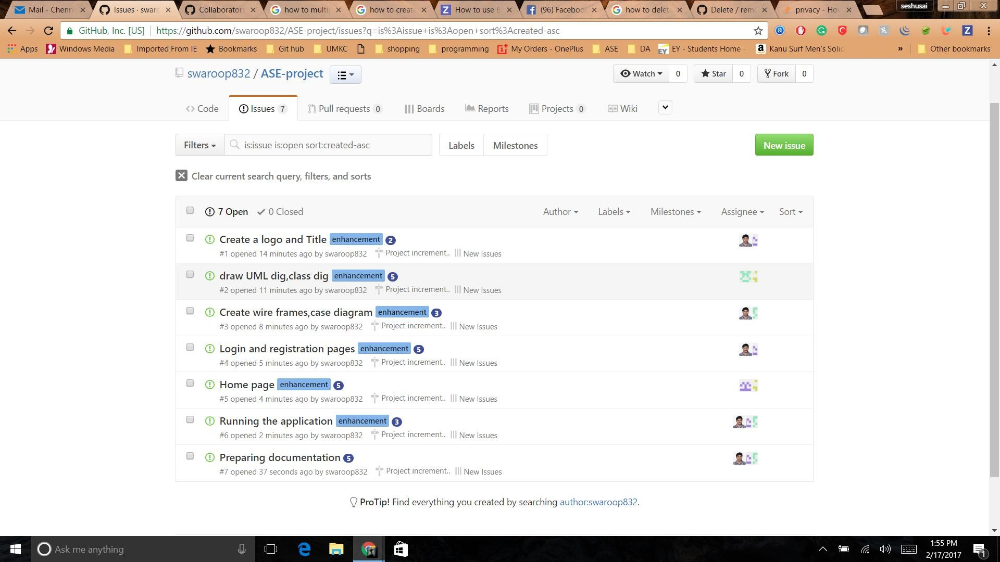 Mail - Chenn
Issues · swaro
Collaborators
how to multip
how to create
How to use B
(96) Faceboo
how to delete
Delete / rem
privacy - How
seshusai
GitHub, Inc. [US] https://github.com/swaroop832/ASE-project/issues?q=is%3Aissue+is%3Aopen+sort%3Acreated-asc
Apps Windows Media Imported From IE Bookmarks Git hub UMKC shopping programming My Orders - OnePlus ASE DA EY - Students Home - Kanu Surf Men's Solid » Other bookmarks
swaroop832 / ASE-project
Watch 0 Star 0 Fork 0
Code Issues 7 Pull requests 0 Boards Reports Projects 0 Wiki
Filters is:issue is:open sort:created-asc Labels Milestones New issue
Clear current search query, filters, and sorts
7 Open 0 Closed Author Labels Milestones Assignee Sort
Create a logo and Title enhancement 2
#1 opened 14 minutes ago by swaroop832 Project increment.. New Issues
draw UML dig,class dig enhancement 5
#2 opened 11 minutes ago by swaroop832 Project increment.. New Issues
Create wire frames,case diagram enhancement 3
#3 opened 8 minutes ago by swaroop832 Project increment.. New Issues
Login and registration pages enhancement 5
#4 opened 5 minutes ago by swaroop832 Project increment.. New Issues
Home page enhancement 5
#5 opened 4 minutes ago by swaroop832 Project increment.. New Issues
Running the application enhancement 3
#6 opened 2 minutes ago by swaroop832 Project increment.. New Issues
Preparing documentation 5
#7 opened 37 seconds ago by swaroop832 Project increment.. New Issues
ProTip! Find everything you created by searching author:swaroop832.
Ask me anything
1:55 PM
2/17/2017
1